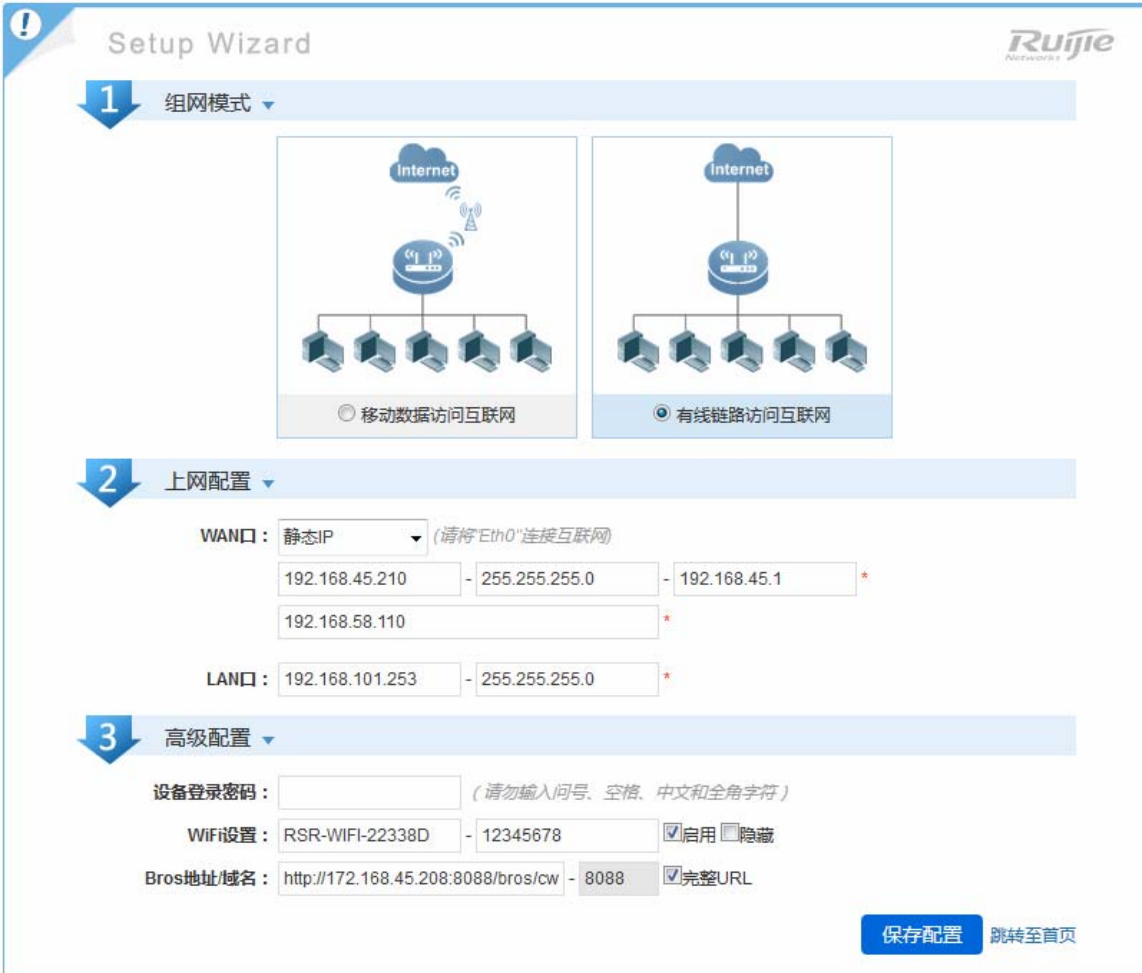 !
Setup Wizard
Ruijie
Networks
1 组网模式
Internet Internet
移动数据访问互联网 有线链路访问互联网
2 上网配置
WAN口： 静态IP (请将"Eth0"连接互联网)
192.168.45.210 - 255.255.255.0 - 192.168.45.1 *
192.168.58.110 *
LAN口： 192.168.101.253 - 255.255.255.0 *
3 高级配置
设备登录密码： （请勿输入问号、空格、中文和全角字符）
WiFi设置： RSR-WIFI-22338D - 12345678 启用 隐藏
Bros地址/域名： http://172.168.45.208:8088/bros/cw - 8088 完整URL
保存配置 跳转至首页